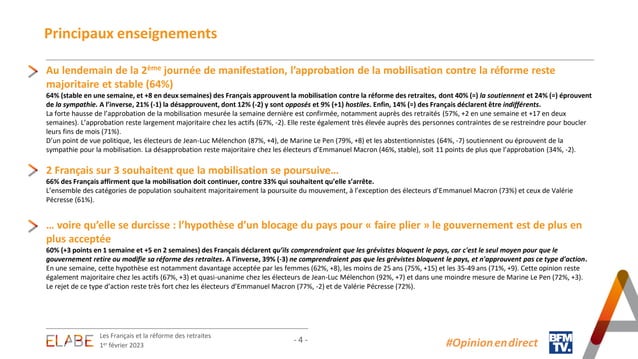 Principaux enseignements
Au lendemain de la 2ème journée de manifestation, l'approbation de la mobilisation contre la réforme reste
majoritaire et stable (64%)
64% (stable en une semaine, et +8 en deux semaines) des Français approuvent la mobilisation contre la réforme des retraites, dont 40% (=) la soutiennent et 24% (=) éprouvent
de la sympathie. A l'inverse, 21% (-1) la désapprouvent, dont 12% (-2) y sont opposés et 9% (+1) hostiles. Enfin, 14% (=) des Français déclarent être indifférents.
La forte hausse de l'approbation de la mobilisation mesurée la semaine dernière est confirmée, notamment auprès des retraités (57%, +2 en une semaine et +17 en deux
semaines). L'approbation reste largement majoritaire chez les actifs (67%, -2). Elle reste également très élevée auprès des personnes contraintes de se restreindre pour boucler
leurs fins de mois (71%).
D'un point de vue politique, les électeurs de Jean-Luc Mélenchon (87%, +4), de Marine Le Pen (79%, +8) et les abstentionnistes (64%, -7) soutiennent ou éprouvent de la
sympathie pour la mobilisation. La désapprobation reste majoritaire chez les électeurs d'Emmanuel Macron (46%, stable), soit 11 points de plus que l'approbation (34%, -2).
2 Français sur 3 souhaitent que la mobilisation se poursuive…
66% des Français affirment que la mobilisation doit continuer, contre 33% qui souhaitent qu'elle s'arrête.
L'ensemble des catégories de population souhaitent majoritairement la poursuite du mouvement, à l'exception des électeurs d'Emmanuel Macron (73%) et ceux de Valérie
Pécresse (61%).
… voire qu'elle se durcisse : l'hypothèse d'un blocage du pays pour « faire plier » le gouvernement est de plus en
plus acceptée
60% (+3 points en 1 semaine et +5 en 2 semaines) des Français déclarent qu'ils comprendraient que les grévistes bloquent le pays, car c'est le seul moyen pour que le
gouvernement retire ou modifie sa réforme des retraites. A l'inverse, 39% (-3) ne comprendraient pas que les grévistes bloquent le pays, et n'approuvent pas ce type d'action.
En une semaine, cette hypothèse est notamment davantage acceptée par les femmes (62%, +8), les moins de 25 ans (75%, +15) et les 35-49 ans (71%, +9). Cette opinion reste
également majoritaire chez les actifs (67%, +3) et quasi-unanime chez les électeurs de Jean-Luc Mélenchon (92%, +7) et dans une moindre mesure de Marine Le Pen (72%, +3).
Le rejet de ce type d'action reste très fort chez les électeurs d'Emmanuel Macron (77%, -2) et de Valérie Pécresse (72%).
ELABE
Les Français et la réforme des retraites
1er février 2023
- 4 -
#Opinion en direct
BFM
TV.